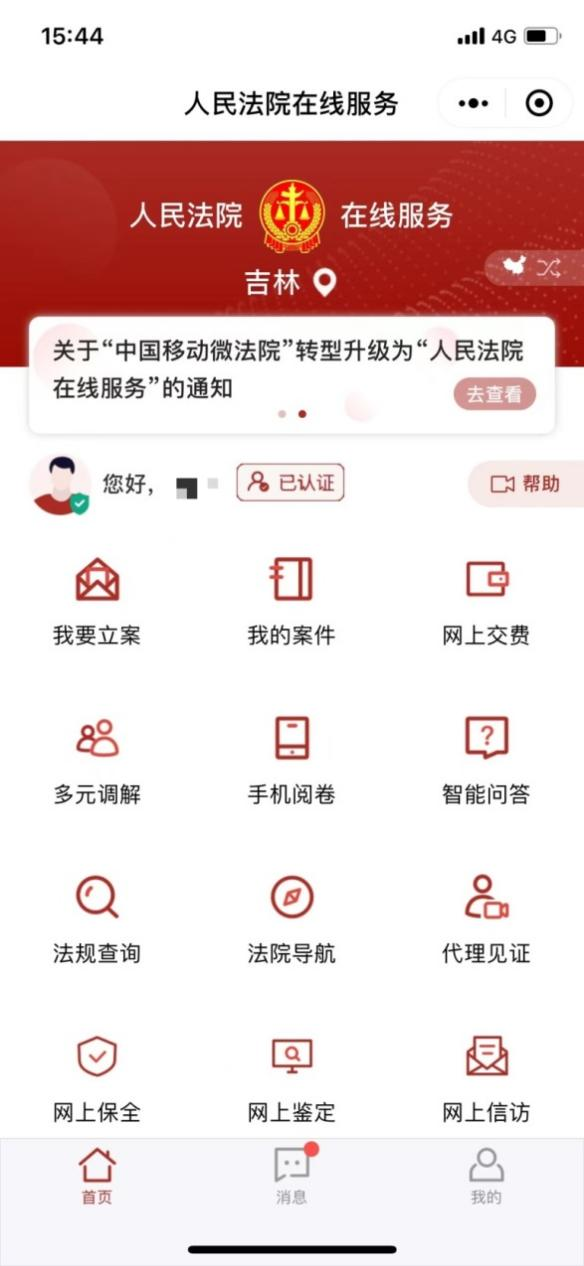 15:44
4G
人民法院在线服务
人民法院 在线服务
吉林
关于“中国移动微法院”转型升级为“人民法院
在线服务”的通知
去查看
您好,
已认证
帮助
我要立案 我的案件 网上交费
多元调解 手机阅卷 智能问答
法规查询 法院导航 代理见证
网上保全 网上鉴定 网上信访
首页 消息 我的